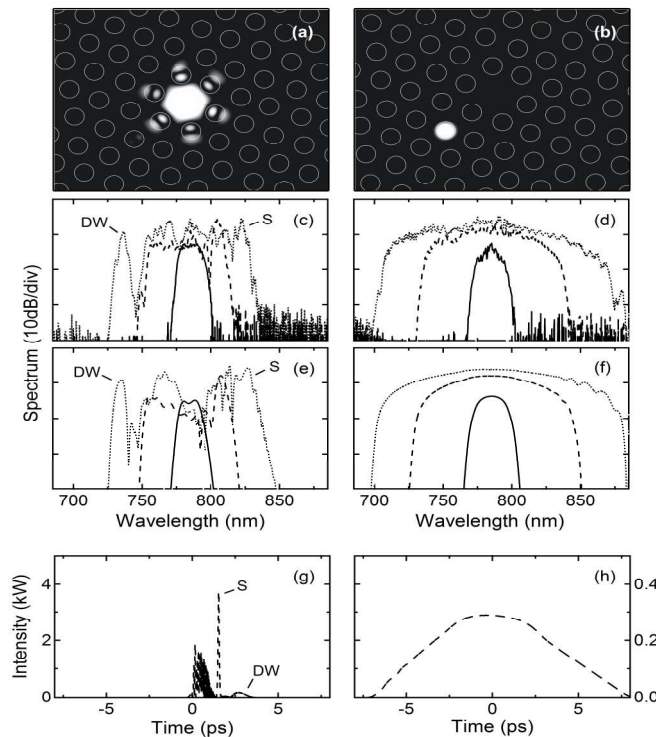 (a)
(b)
DW
S
(c)
(d)
DW
S
(e)
(f)
Spectrum (10dB/div)
700 750 800 850
700 750 800 850
Wavelength (nm)
Wavelength (nm)
4
2
0
Intensity (kW)
S
DW
(g)
(h)
0.4
0.2
0.0
-5 0 5
-5 0 5
Time (ps)
Time (ps)